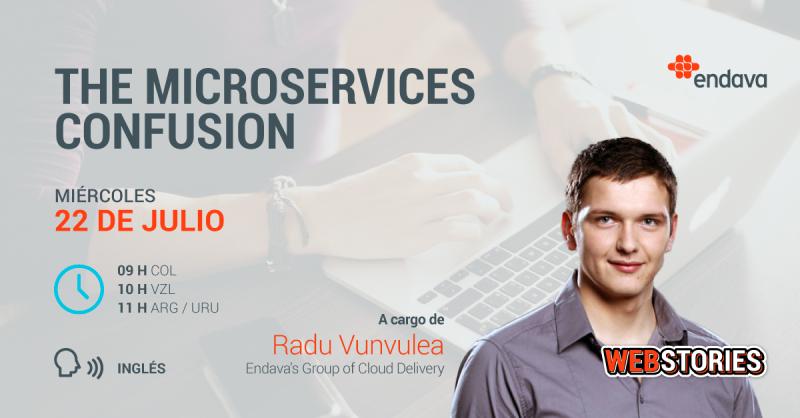 THE MICROSERVICES
CONFUSION
endava
MIÉRCOLES
22 DE JULIO
09 H COL
10 H VZL
11 H ARG / URU
INGLÉS
A cargo de
Radu Vunvulea
Endava's Group of Cloud Delivery
WEBSTORIES